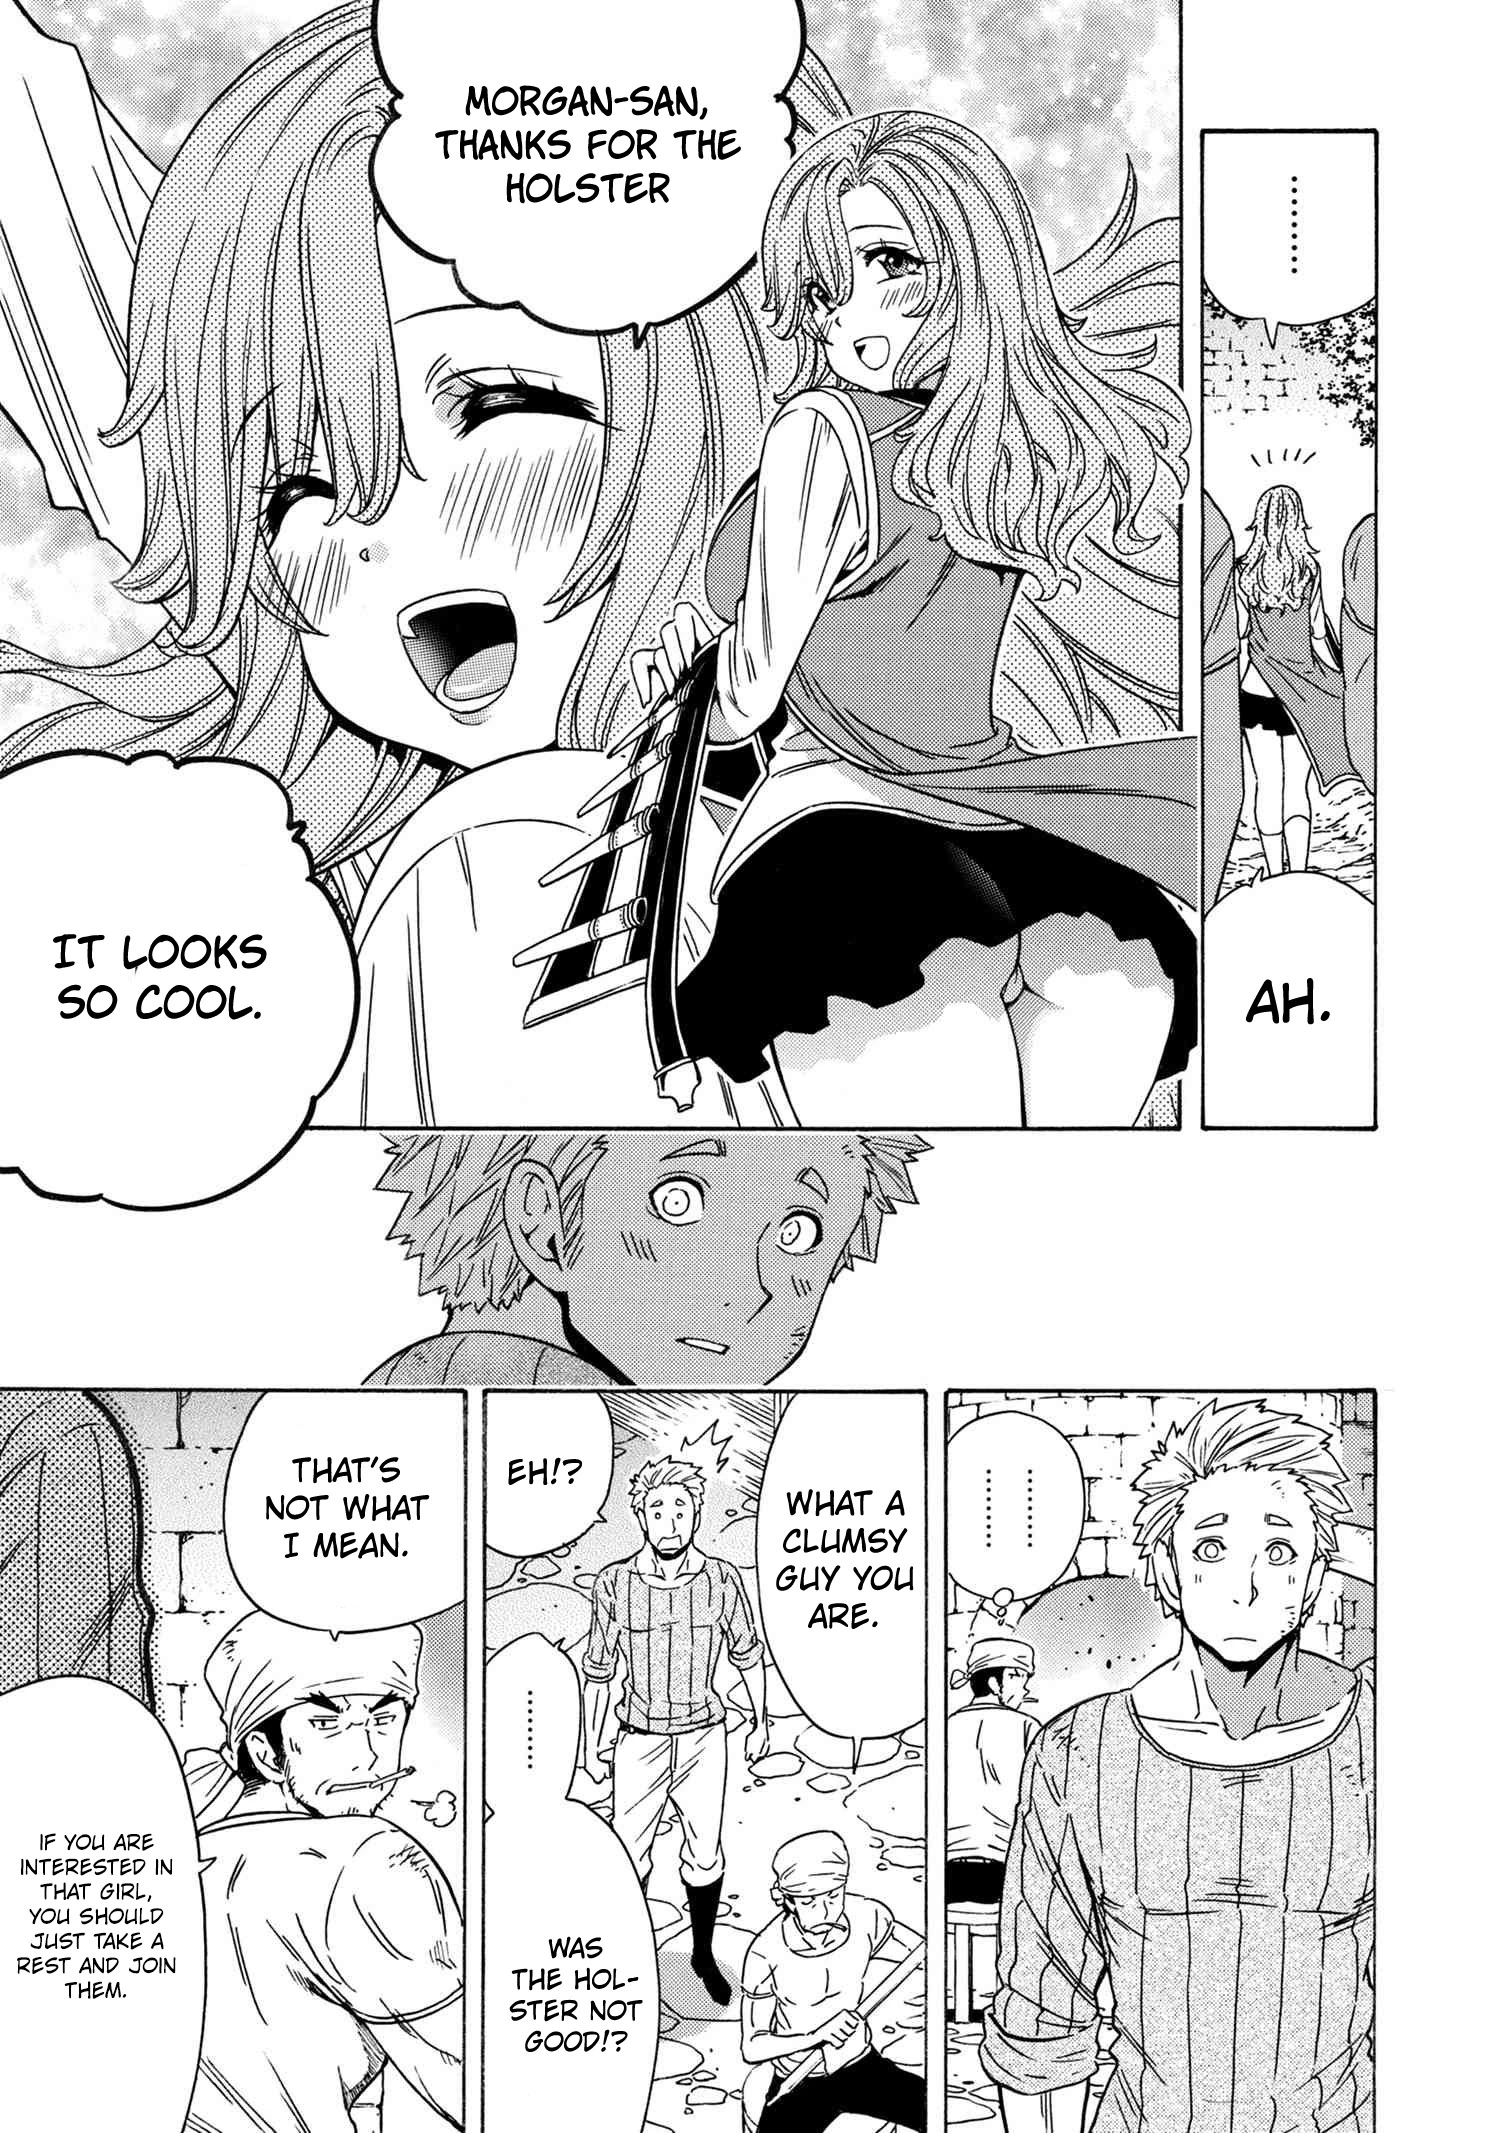 ………
AH.
MORGAN-SAN,
THANKS FOR THE
HOLSTER
IT LOOKS
SO COOL.
………
………
WHAT A
CLUMSY
GUY YOU
ARE.
EH!?
………
WAS
THE HOL-
STER NOT
GOOD!?
THAT'S
NOT WHAT
I MEAN.
IF YOU ARE
INTERESTED IN
THAT GIRL,
YOU SHOULD
JUST TAKE A
REST AND JOIN
THEM.